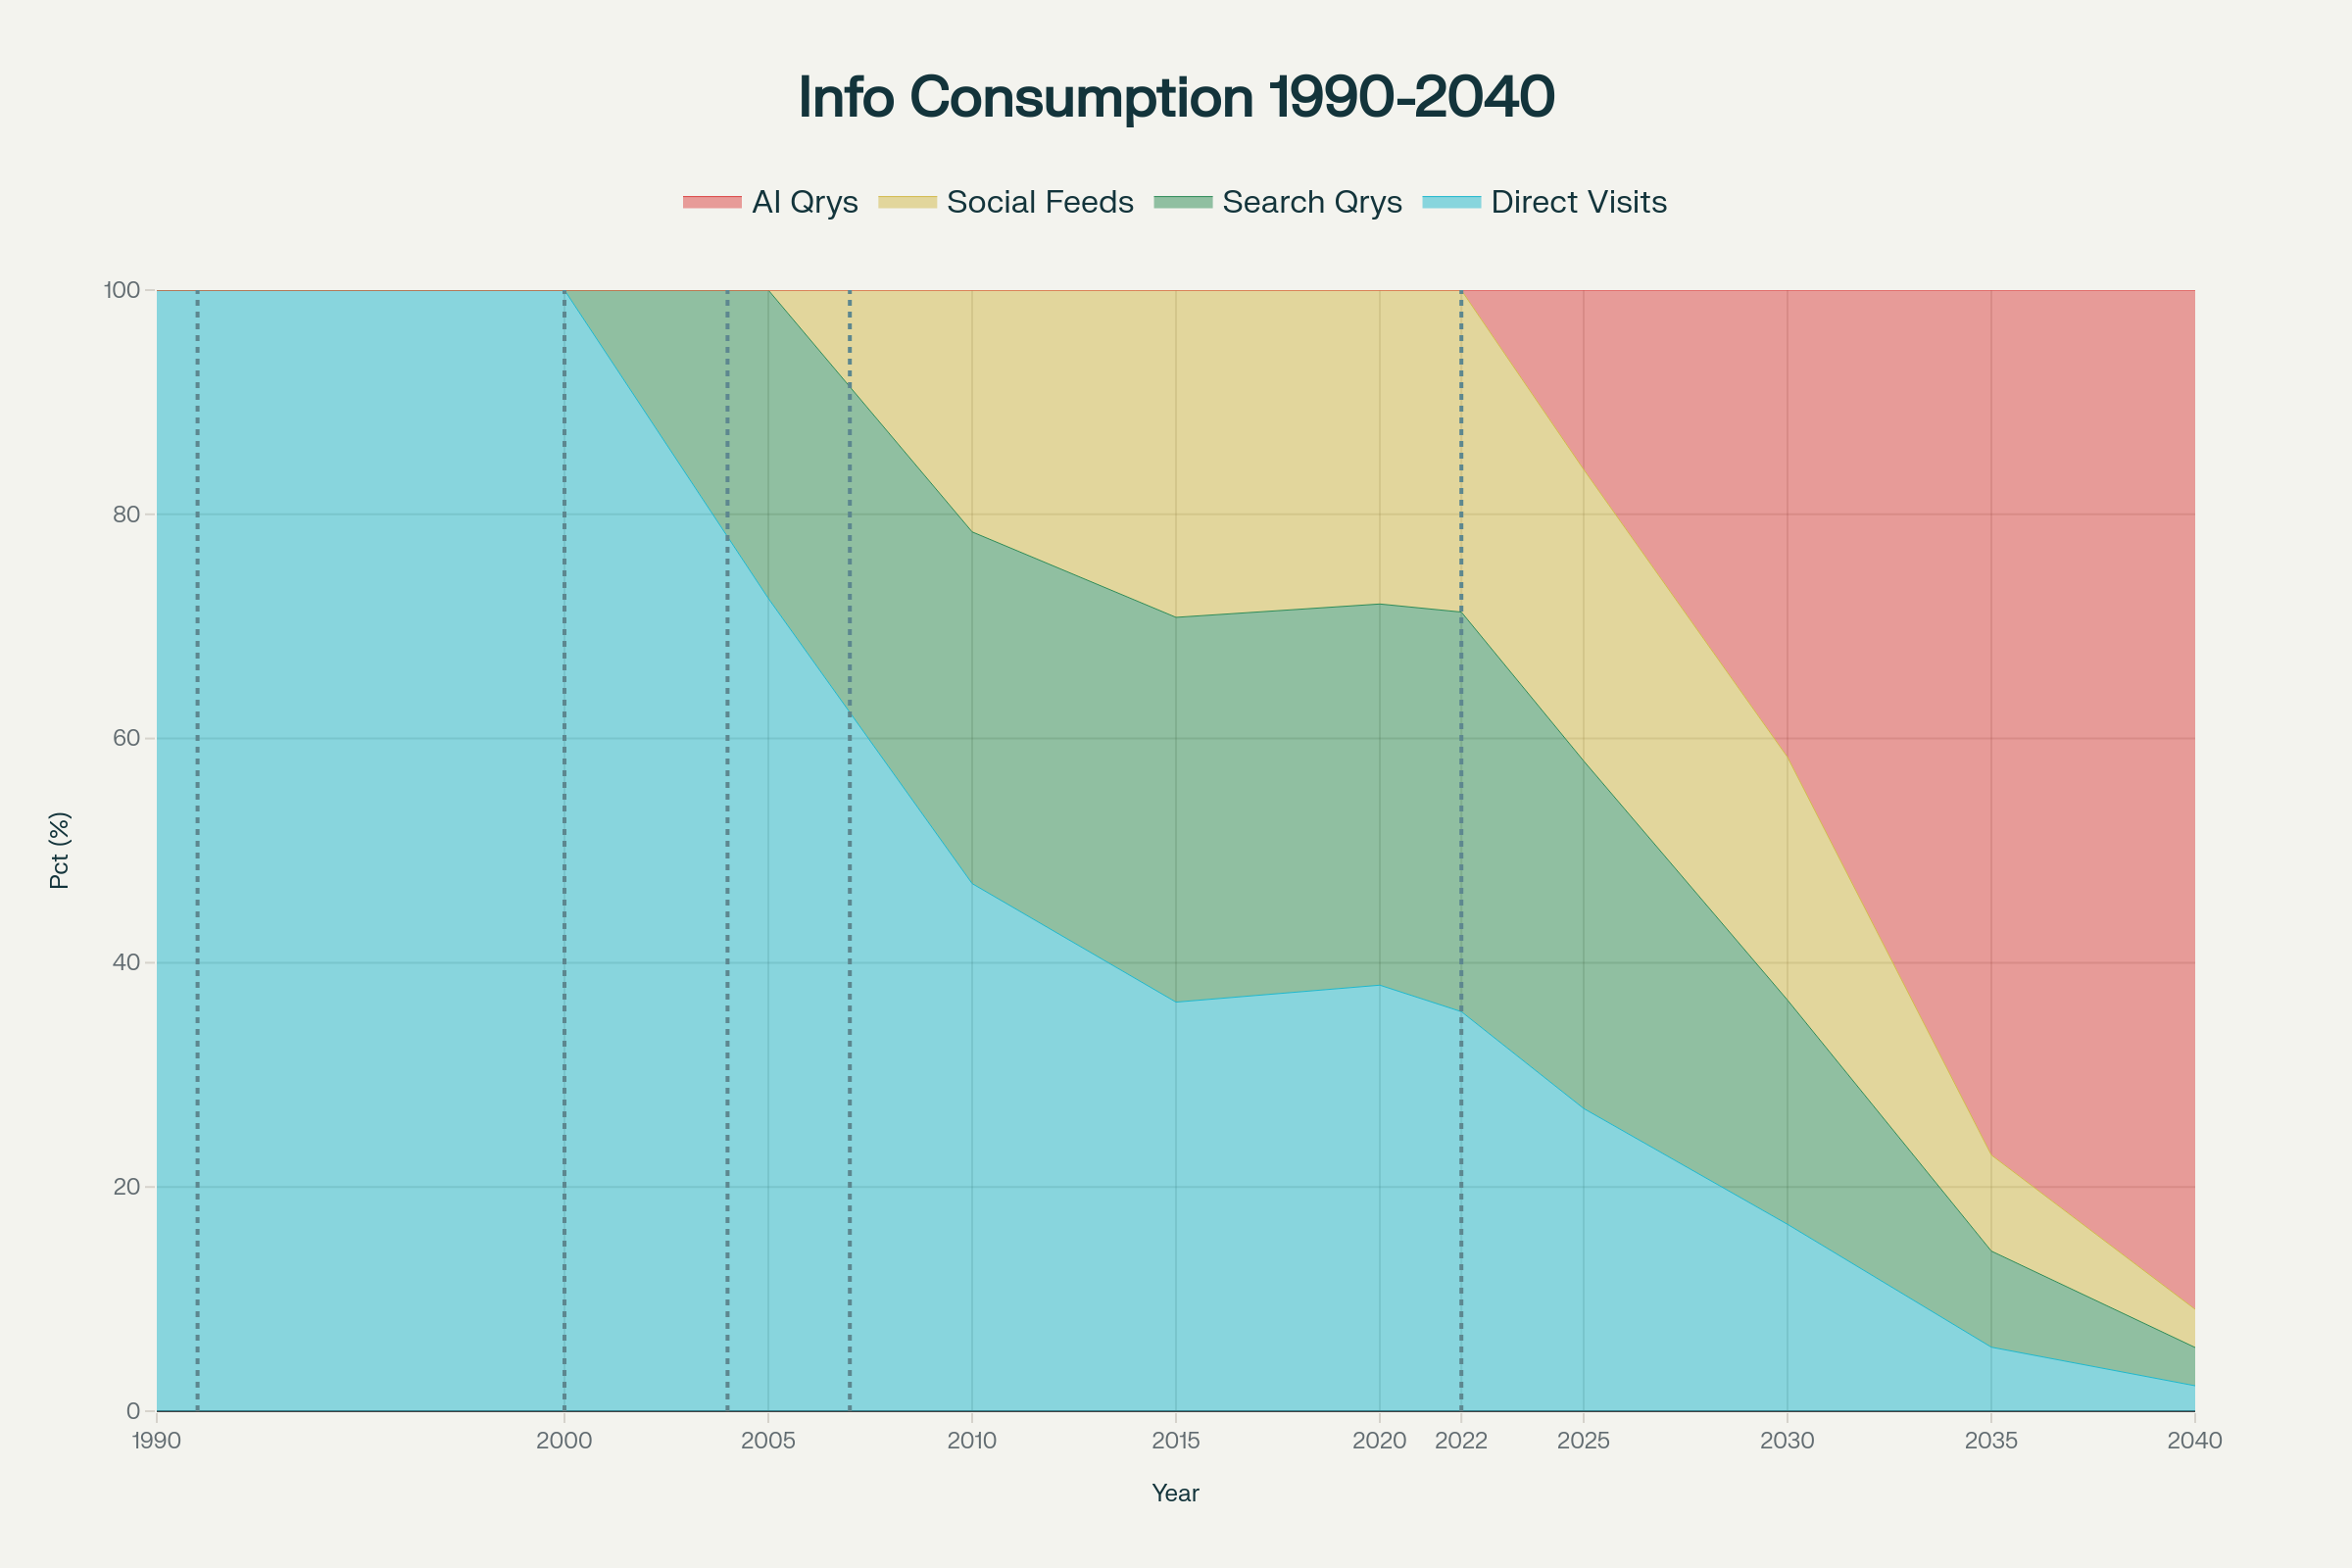 Info Consumption 1990-2040
AI Qrys Social Feeds Search Qrys Direct Visits
100
80
60
40
20
0
Pct (%)
1990 2000 2005 2010 2015 2020 2022 2025 2030 2035 2040
Year